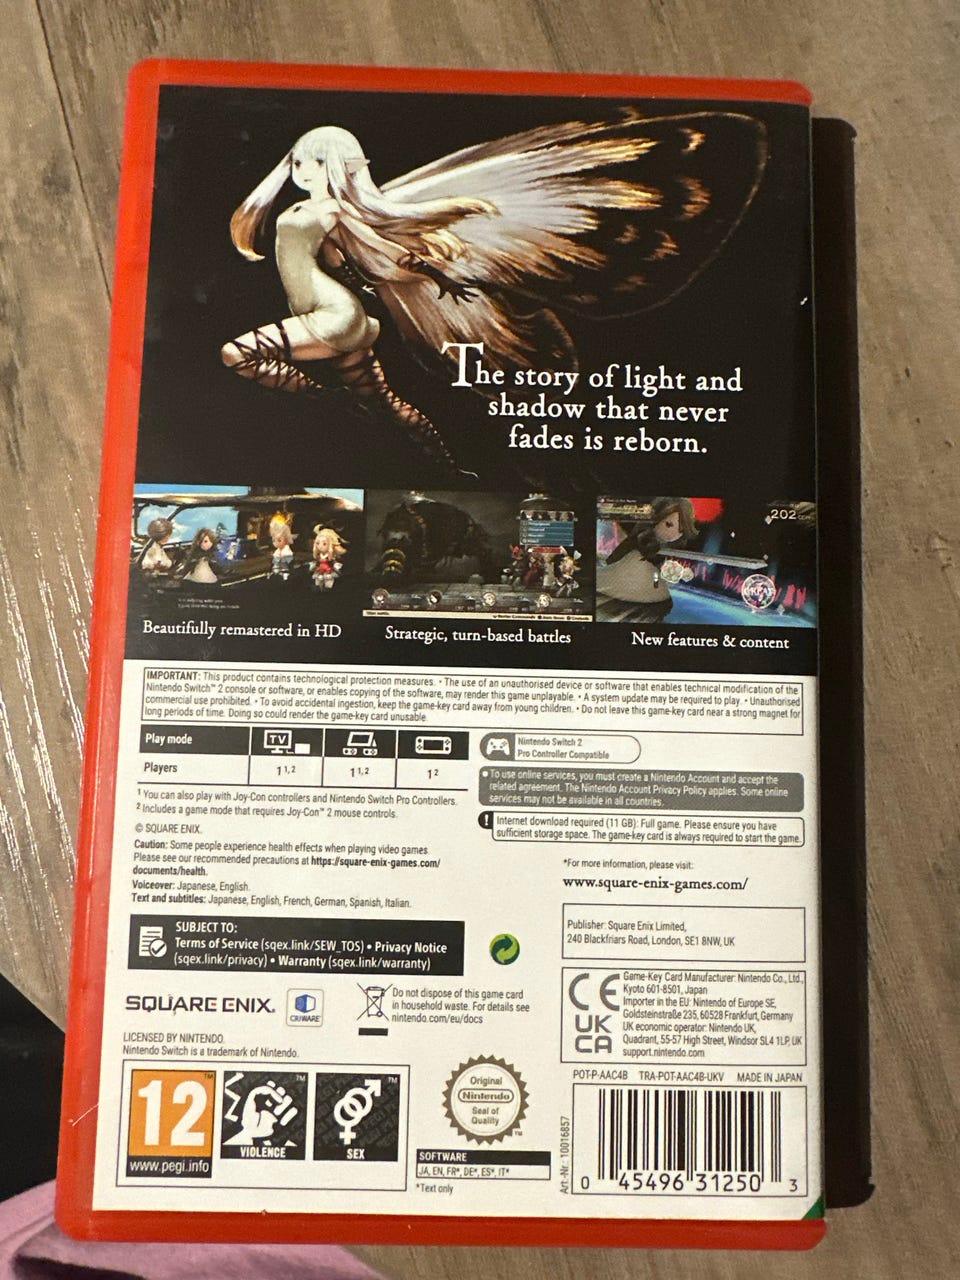 The story of light and
shadow that never
fades is reborn.
202
GREAT
Beautifully remastered in HD
Strategic, turn-based battles
New features & content
IMPORTANT: This product contains technological protection measures. • The use of an unauthorised device or software that enables technical modification of the
Nintendo Switch™ 2 console or software, or enables copying of the software, may render this game unplayable. • A system update may be required to play. • Unauthorised
commercial use prohibited. • To avoid accidental ingestion, keep the game-key card away from young children. • Do not leave this game-key card near a strong magnet for
long periods of time. Doing so could render the game-key card unusable.
Play mode
TV
Players
1 1,2
1 1,2
1 2
Nintendo Switch 2
Pro Controller Compatible
1 You can also play with Joy-Con controllers and Nintendo Switch Pro Controllers.
2 Includes a game mode that requires Joy-Con™ 2 mouse controls.
• To use online services, you must create a Nintendo Account and accept the
related agreement. The Nintendo Account Privacy Policy applies. Some online
services may not be available in all countries.
! Internet download required (11 GB): Full game. Please ensure you have
sufficient storage space. The game-key card is always required to start the game.
© SQUARE ENIX.
Caution: Some people experience health effects when playing video games.
Please see our recommended precautions at https://square-enix-games.com/
documents/health.
Voiceover: Japanese, English.
Text and subtitles: Japanese, English, French, German, Spanish, Italian.
*For more information, please visit:
www.square-enix-games.com/
SUBJECT TO:
Terms of Service (sqex.link/SEW_TOS) • Privacy Notice
(sqex.link/privacy) • Warranty (sqex.link/warranty)
Publisher: Square Enix Limited,
240 Blackfriars Road, London, SE1 8NW, UK
SQUARE ENIX.
CRIWARE
Do not dispose of this game card
in household waste. For details see
nintendo.com/eu/docs
CE
UK
CA
Game-Key Card Manufacturer: Nintendo Co., Ltd.,
Kyoto 601-8501, Japan
Importer in the EU: Nintendo of Europe SE,
Goldsteinstraße 235, 60528 Frankfurt, Germany
UK economic operator: Nintendo UK,
Quadrant, 55-57 High Street, Windsor SL4 1LP, UK
support.nintendo.com
LICENSED BY NINTENDO.
Nintendo Switch is a trademark of Nintendo.
POT-P-AAC4B TRA-POT-AAC4B-UKV MADE IN JAPAN
12
™
www.pegi.info
™
VIOLENCE
™
SEX
Original
Nintendo
Seal of
Quality
™
SOFTWARE
JA, EN, FR*, DE*, ES*, IT*
*Text only
Art.-Nr.: 10016857
0 45496 31250 3